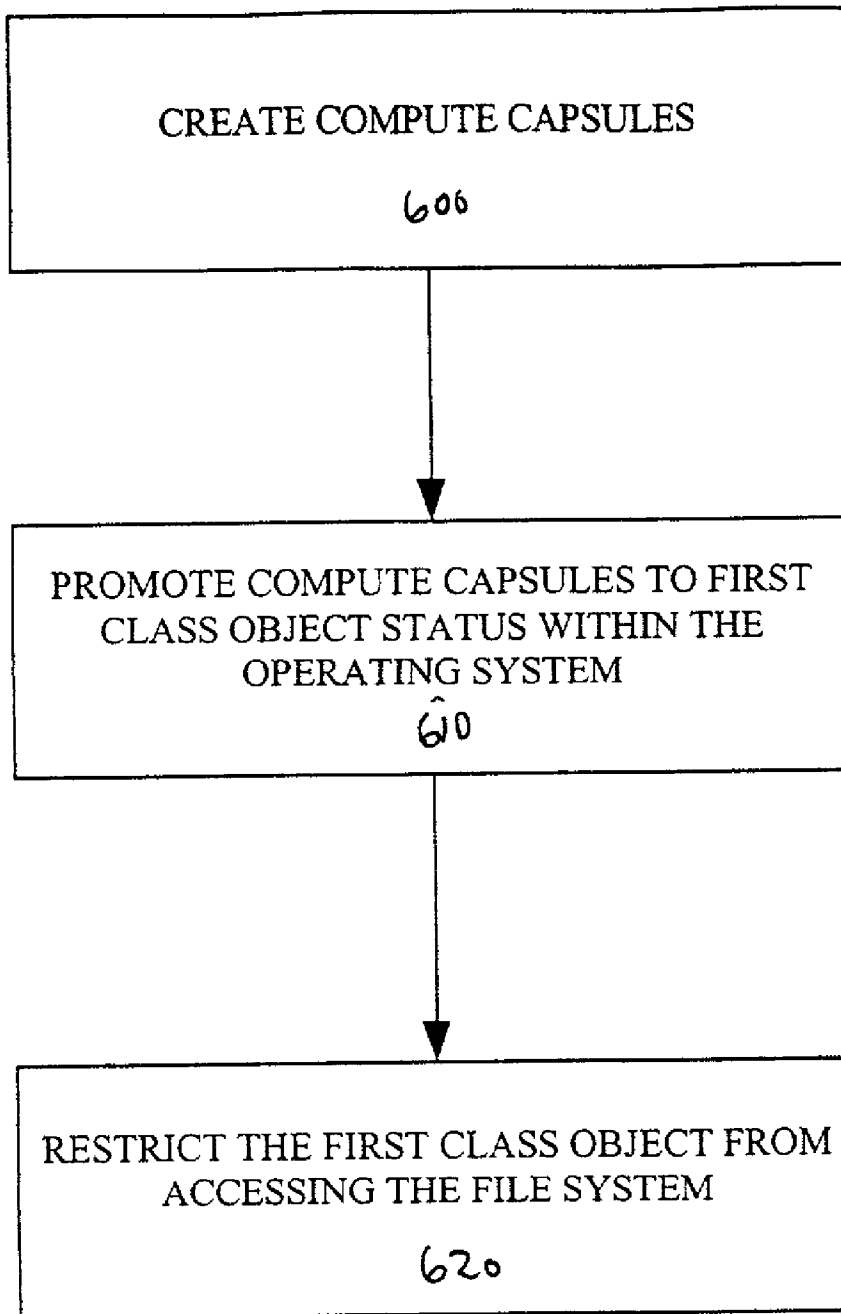 CREATE COMPUTE CAPSULES
600
PROMOTE COMPUTE CAPSULES TO FIRST
CLASS OBJECT STATUS WITHIN THE
OPERATING SYSTEM
610
RESTRICT THE FIRST CLASS OBJECT FROM
ACCESSING THE FILE SYSTEM
620